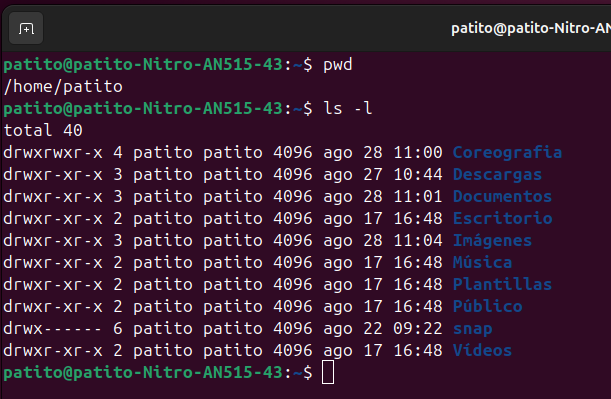 patito@patito-Nitro-AN
patito@patito-Nitro-AN515-43:~$ pwd
/home/patito
patito@patito-Nitro-AN515-43:~$ ls -l
total 40
drwxrwxr-x 4 patito patito 4096 ago 28 11:00 Coreografia
drwxr-xr-x 3 patito patito 4096 ago 27 10:44 Descargas
drwxr-xr-x 3 patito patito 4096 ago 28 11:01 Documentos
drwxr-xr-x 2 patito patito 4096 ago 17 16:48 Escritorio
drwxr-xr-x 3 patito patito 4096 ago 28 11:04 Imágenes
drwxr-xr-x 2 patito patito 4096 ago 17 16:48 Música
drwxr-xr-x 2 patito patito 4096 ago 17 16:48 Plantillas
drwxr-xr-x 2 patito patito 4096 ago 17 16:48 Público
drwx------ 6 patito patito 4096 ago 22 09:22 snap
drwxr-xr-x 2 patito patito 4096 ago 17 16:48 Vídeos
patito@patito-Nitro-AN515-43:~$